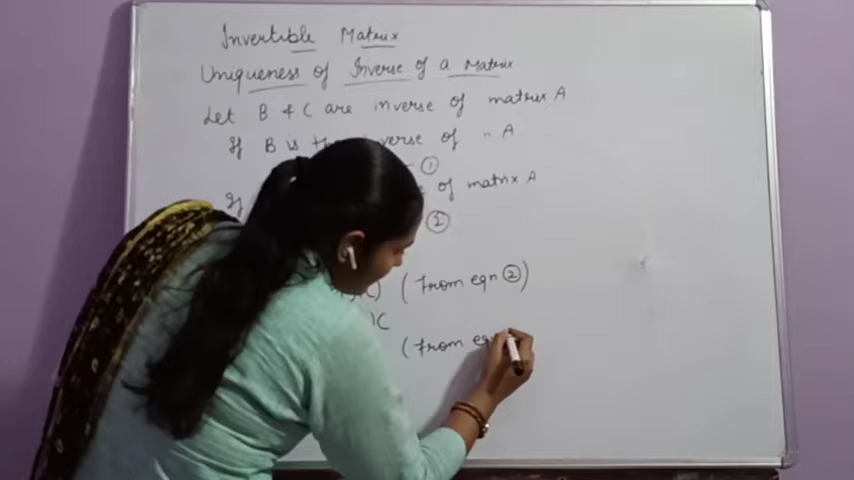 Invertible Matrix
Uniqueness of Inverse of a Matrix
Let B & C are inverse of matrix A
If B is the inverse of " A
①
If of matrix A
②
C) (from eqn ②)
)C
(from eq